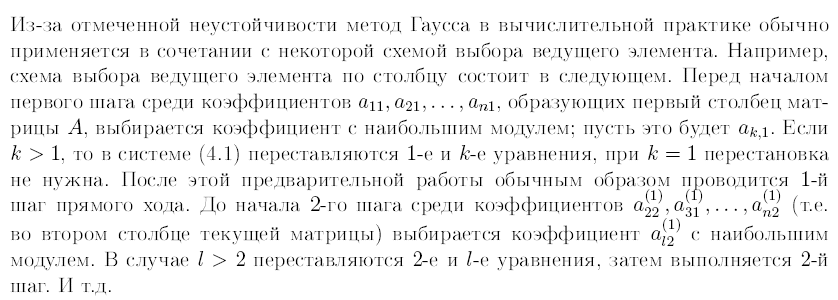 Из-за отмеченной неустойчивости метод Гаусса в вычислительной практике обычно
применяется в сочетании с некоторой схемой выбора ведущего элемента. Например,
схема выбора ведущего элемента по столбцу состоит в следующем. Перед началом
первого шага среди коэффициентов $a_{11}, a_{21}, \ldots, a_{n1}$, образующих первый столбец мат-
рицы $A$, выбирается коэффициент с наибольшим модулем; пусть это будет $a_{k,1}$. Если
$k > 1$, то в системе (4.1) переставляются 1-е и $k$-е уравнения, при $k = 1$ перестановка
не нужна. После этой предварительной работы обычным образом проводится 1-й
шаг прямого хода. До начала 2-го шага среди коэффициентов $a_{22}^{(1)}, a_{31}^{(1)}, \ldots, a_{n2}^{(1)}$ (т.е.
во втором столбце текущей матрицы) выбирается коэффициент $a_{l2}^{(1)}$ с наибольшим
модулем. В случае $l > 2$ переставляются 2-е и $l$-е уравнения, затем выполняется 2-й
шаг. И т.д.